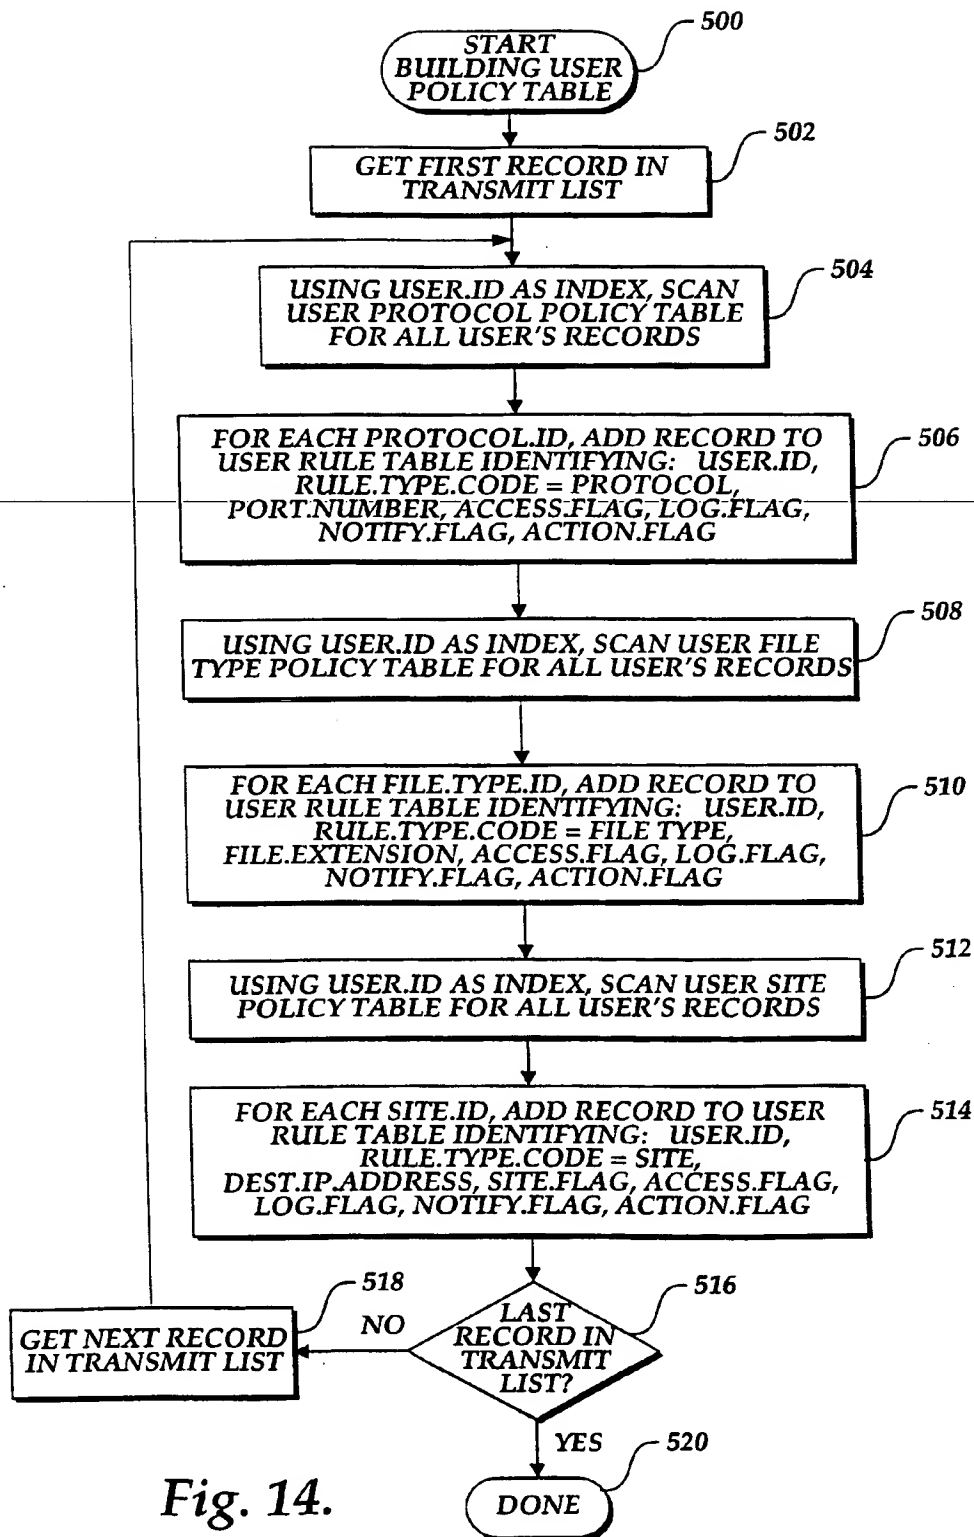 500
START
BUILDING USER
POLICY TABLE
502
GET FIRST RECORD IN
TRANSMIT LIST
504
USING USER.ID AS INDEX, SCAN
USER PROTOCOL POLICY TABLE
FOR ALL USER'S RECORDS
506
FOR EACH PROTOCOL.ID, ADD RECORD TO
USER RULE TABLE IDENTIFYING: USER.ID,
RULE.TYPE.CODE = PROTOCOL,
PORT.NUMBER, ACCESS.FLAG, LOG.FLAG,
NOTIFY.FLAG, ACTION.FLAG
508
USING USER.ID AS INDEX, SCAN USER FILE
TYPE POLICY TABLE FOR ALL USER'S RECORDS
510
FOR EACH FILE.TYPE.ID, ADD RECORD TO
USER RULE TABLE IDENTIFYING: USER.ID,
RULE.TYPE.CODE = FILE TYPE,
FILE.EXTENSION, ACCESS.FLAG, LOG.FLAG,
NOTIFY.FLAG, ACTION.FLAG
512
USING USER.ID AS INDEX, SCAN USER SITE
POLICY TABLE FOR ALL USER'S RECORDS
514
FOR EACH SITE.ID, ADD RECORD TO USER
RULE TABLE IDENTIFYING: USER.ID,
RULE.TYPE.CODE = SITE,
DEST.IP.ADDRESS, SITE.FLAG, ACCESS.FLAG,
LOG.FLAG, NOTIFY.FLAG, ACTION.FLAG
516
LAST
RECORD IN
TRANSMIT
LIST?
NO
518
GET NEXT RECORD
IN TRANSMIT LIST
YES
520
DONE
Fig. 14.